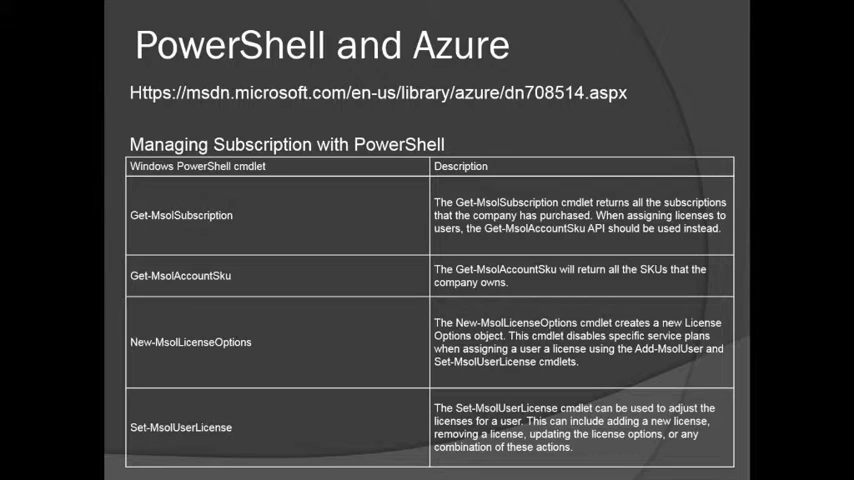 PowerShell and Azure
Https://msdn.microsoft.com/en-us/library/azure/dn708514.aspx
Managing Subscription with PowerShell
Windows PowerShell cmdlet
Description
Get-MsolSubscription
The Get-MsolSubscription cmdlet returns all the subscriptions
that the company has purchased. When assigning licenses to
users, the Get-MsolAccountSku API should be used instead.
Get-MsolAccountSku
The Get-MsolAccountSku will return all the SKUs that the
company owns.
New-MsolLicenseOptions
The New-MsolLicenseOptions cmdlet creates a new License
Options object. This cmdlet disables specific service plans
when assigning a user a license using the Add-MsolUser and
Set-MsolUserLicense cmdlets.
Set-MsolUserLicense
The Set-MsolUserLicense cmdlet can be used to adjust the
licenses for a user. This can include adding a new license,
removing a license, updating the license options, or any
combination of these actions.